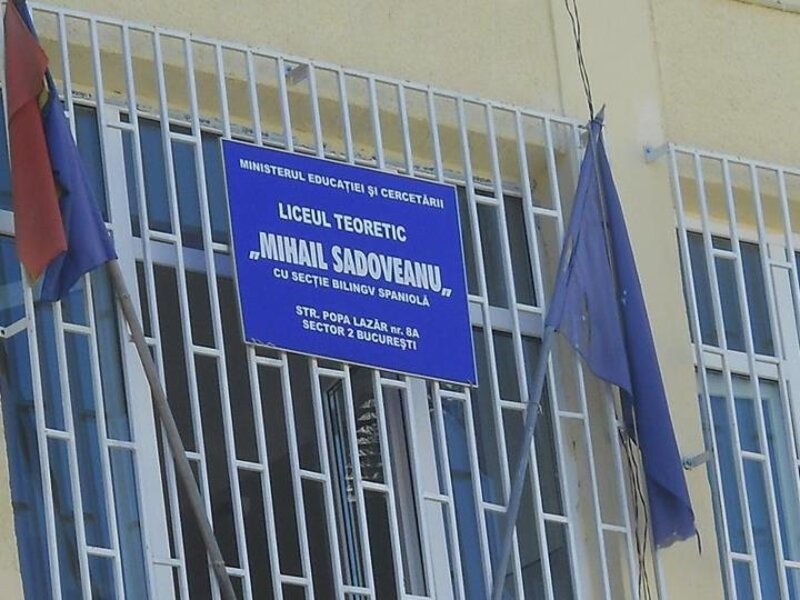 MINISTERUL EDUCAȚIEI ȘI CERCETĂRII
LICEUL TEORETIC
„MIHAIL SADOVEANU„
CU SECȚIE BILINGV SPANIOLĂ
STR. POPA LAZĂR nr. 8A
SECTOR 2 BUCUREȘTI